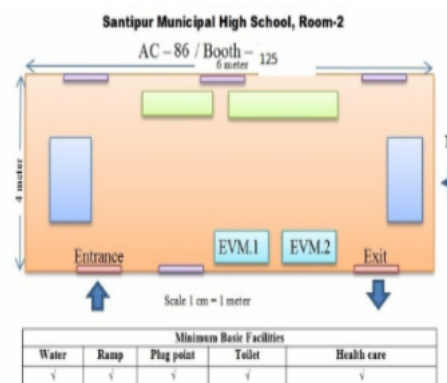 Santipur Municipal High School, Room-2
AC – 86 / Booth – 125
6 meter
4 meter
EVM.1 EVM.2
Entrance Exit
Scale 1 cm = 1 meter
Minimum Basic Facilities
Water Ramp Plug point Toilet Health care
√ √ √ √ √